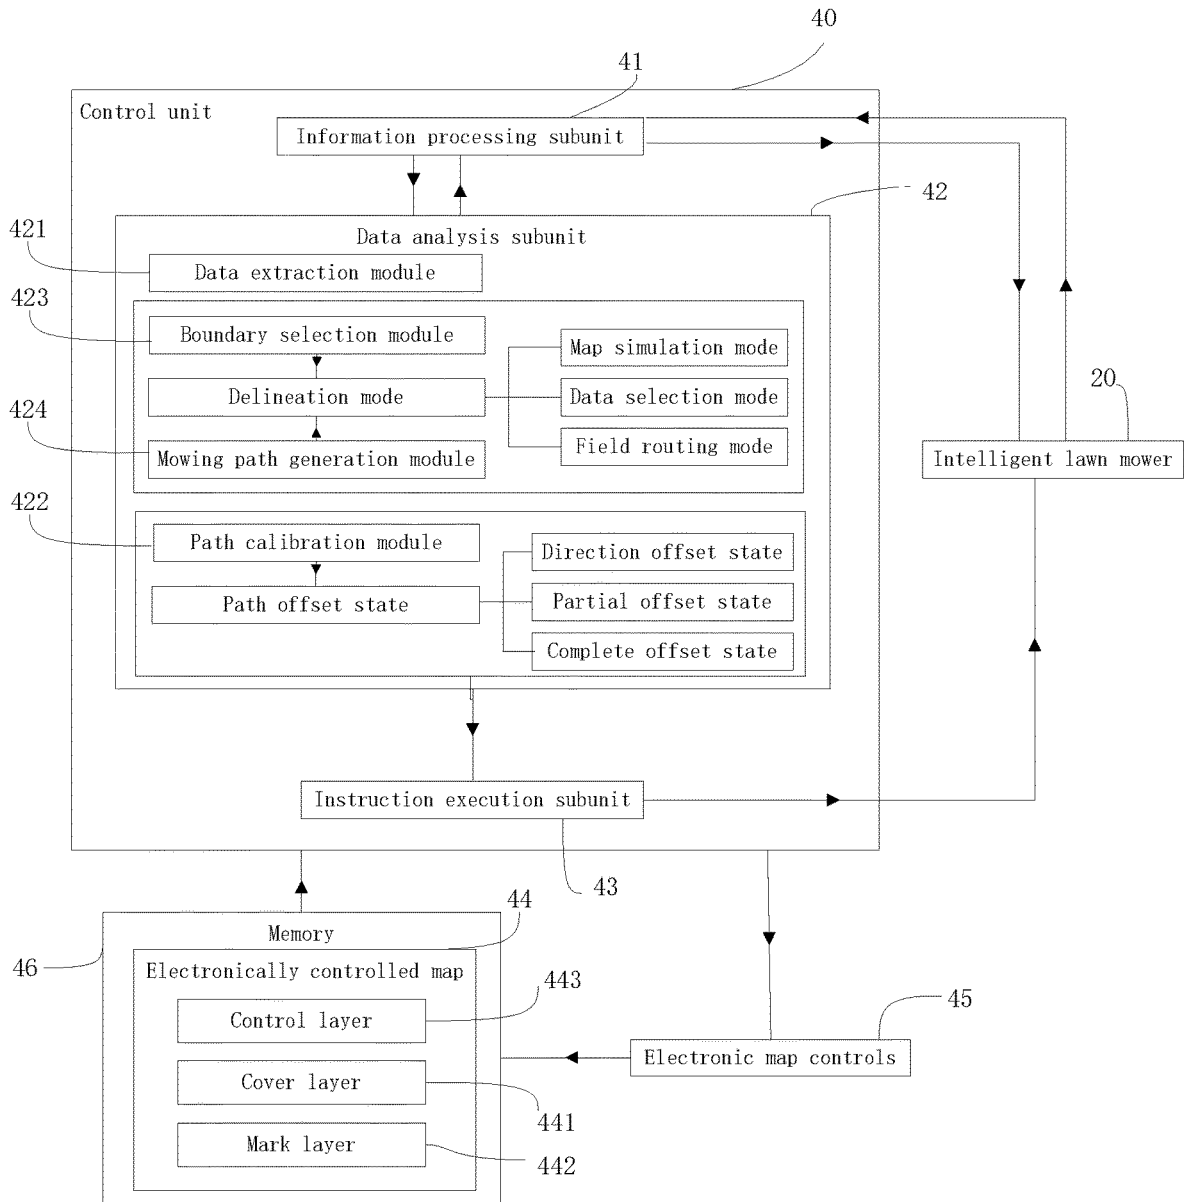 40
41
Control unit
Information processing subunit
42
421
Data analysis subunit
Data extraction module
423
Boundary selection module
Map simulation mode
20
Delineation mode
Data selection mode
424
Field routing mode
Mowing path generation module
Intelligent lawn mower
422
Path calibration module
Direction offset state
Path offset state
Partial offset state
Complete offset state
Instruction execution subunit
43
44
Memory
46
Electronically controlled map
443
45
Control layer
Electronic map controls
Cover layer
441
Mark layer
442